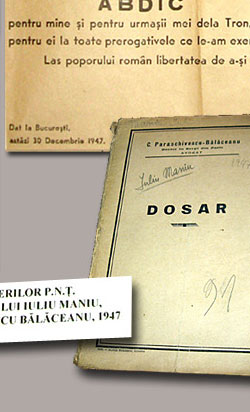 ABDIC
pentru mine şi pentru urmaşii mei dela Tron,
pentru ei la toate prerogativele ce le-am exer
Las poporului român libertatea de a-şi
Dat la Bucureşti,
astăzi 30 Decembrie 1947.
C. Paraschivescu-Bălăceanu
AVOCAT
Iuliu Maniu
194
DOSAR
ERILOR P.N.Ţ.
LUI IULIU MANIU,
CU BĂLĂCEANU, 1947